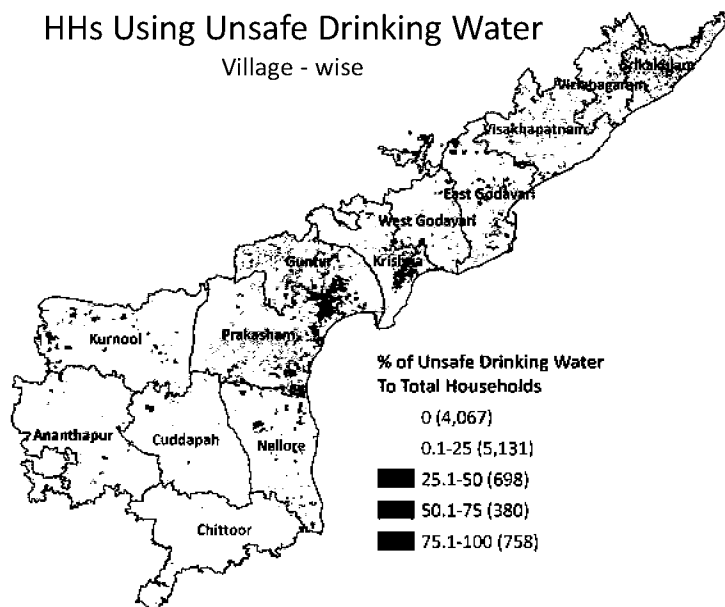 HHs Using Unsafe Drinking Water
Village - wise
Srikakulam
Vizianagaram
Visakhapatnam
East Godavari
West Godavari
Krishna
Guntur
Prakasham
Kurnool
% of Unsafe Drinking Water
To Total Households
0 (4,067)
0.1-25 (5,131)
25.1-50 (698)
50.1-75 (380)
75.1-100 (758)
Ananthapur
Cuddapah
Nellore
Chittoor